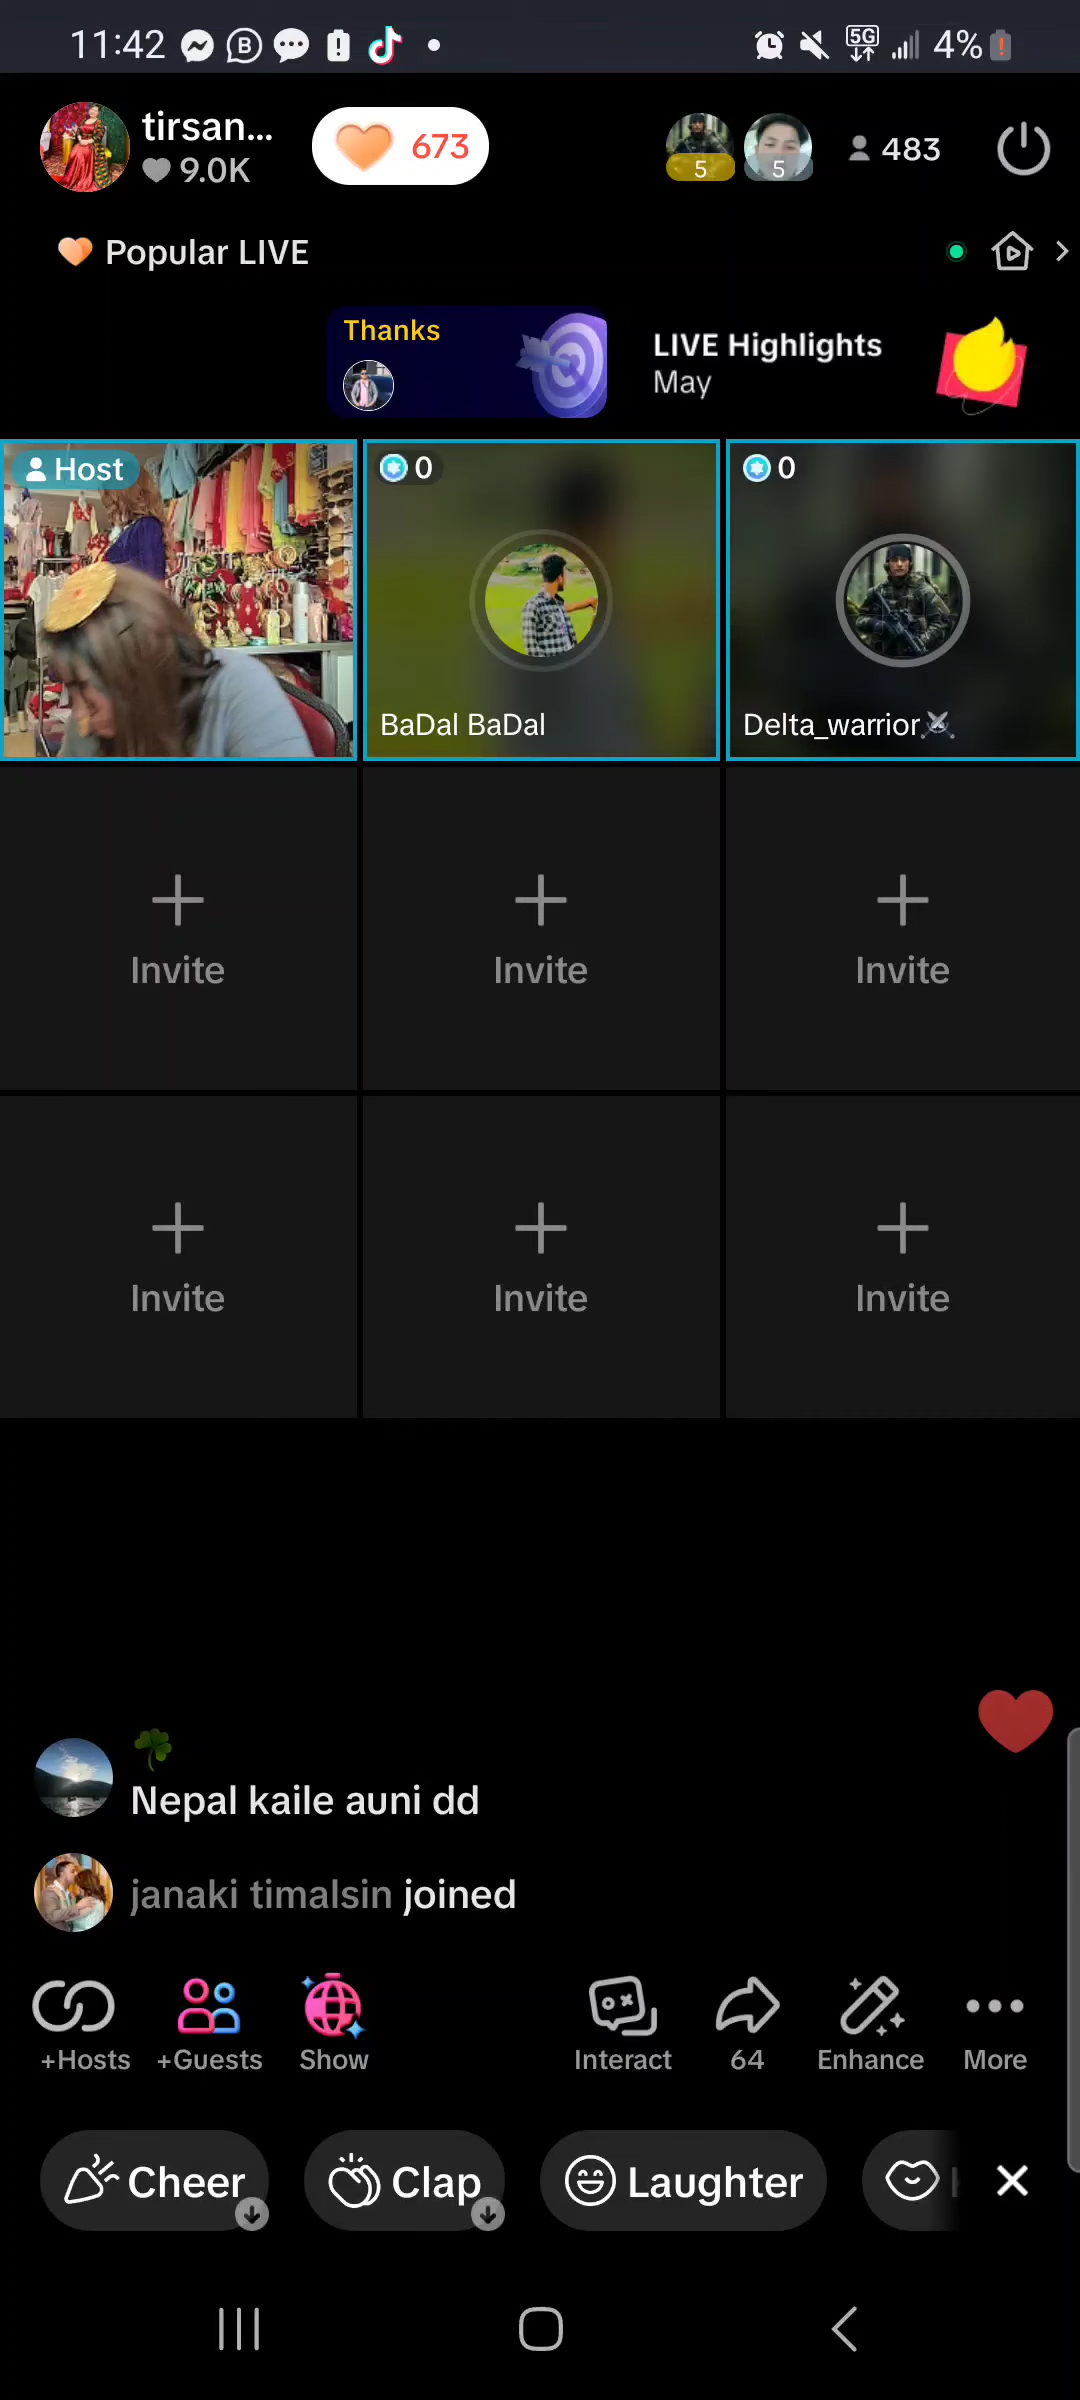 11:42
4%
tirsan...
9.0K
673
5
5
483
Popular LIVE
Thanks
LIVE Highlights
May
Host
0
0
BaDal BaDal
Delta_warrior⚔️
Invite
Invite
Invite
Invite
Invite
Invite
☘️
Nepal kaile auni dd
janaki timalsin joined
+Hosts
+Guests
Show
Interact
64
Enhance
More
Cheer
Clap
Laughter